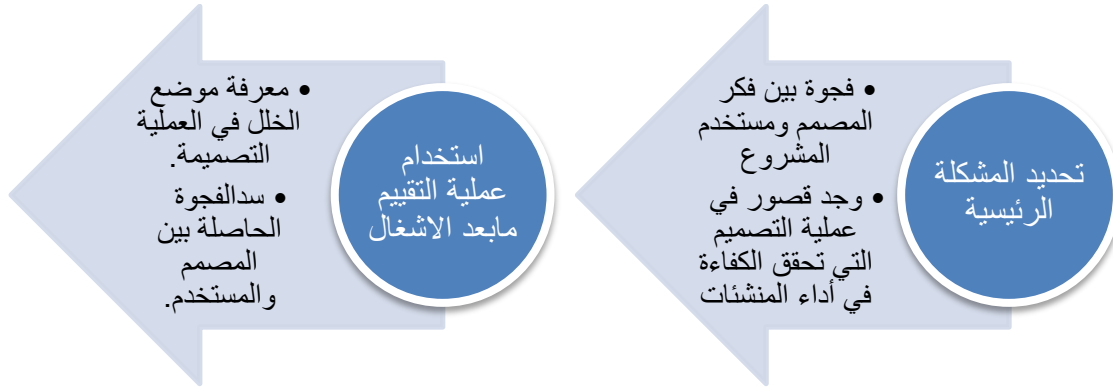 تحديد المشكلة
الرئيسية
• فجوة بين فكر
المصمم ومستخدم
المشروع
• وجد قصور في
عملية التصميم
التي تحقق الكفاءة
في أداء المنشئات
استخدام
عملية التقييم
مابعد الاشغال
• معرفة موضع
الخلل في العملية
التصميمة.
• سدالفجوة
الحاصلة بين
المصمم
والمستخدم.